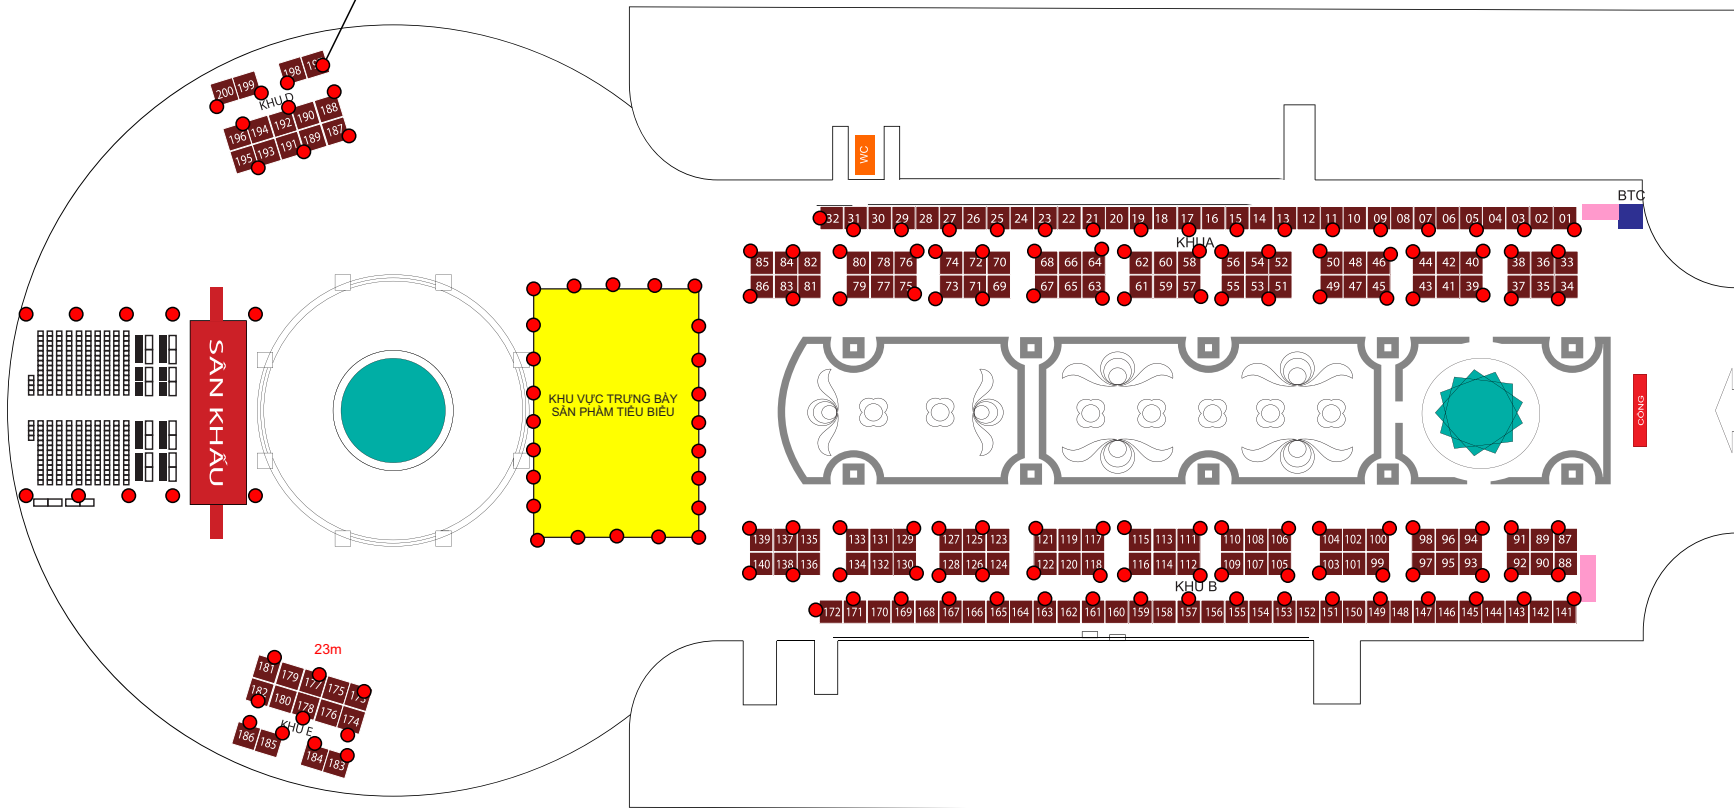 198
200 199
KHU D
196 194 192 190 188
195 193 191 189 187
WC
BTC
32 31 30 29 28 27 26 25 24 23 22 21 20 19 18 17 16 15 14 13 12 11 10 09 08 07 06 05 04 03 02 01
KHUA
85 84 82 80 78 76 74 72 70 68 66 64 62 60 58 56 54 52 50 48 46 44 42 40 38 36 33
86 83 81 79 77 75 73 71 69 67 65 63 61 59 57 55 53 51 49 47 45 43 41 39 37 35 34
SÂN KHẤU
KHU VỰC TRƯNG BÀY
SẢN PHẨM TIÊU BIỂU
CỔNG
139 137 135 133 131 129 127 125 123 121 119 117 115 113 111 110 108 106 104 102 100 98 96 94 91 89 87
140 138 136 134 132 130 128 126 124 122 120 118 116 114 112 109 107 105 103 101 99 97 95 93 92 90 88
KHU B
172 171 170 169 168 167 166 165 164 163 162 161 160 159 158 157 156 155 154 153 152 151 150 149 148 147 146 145 144 143 142 141
23m
181 179 177 175 173
182 180 178 176 174
KHU E
186 185
184 183